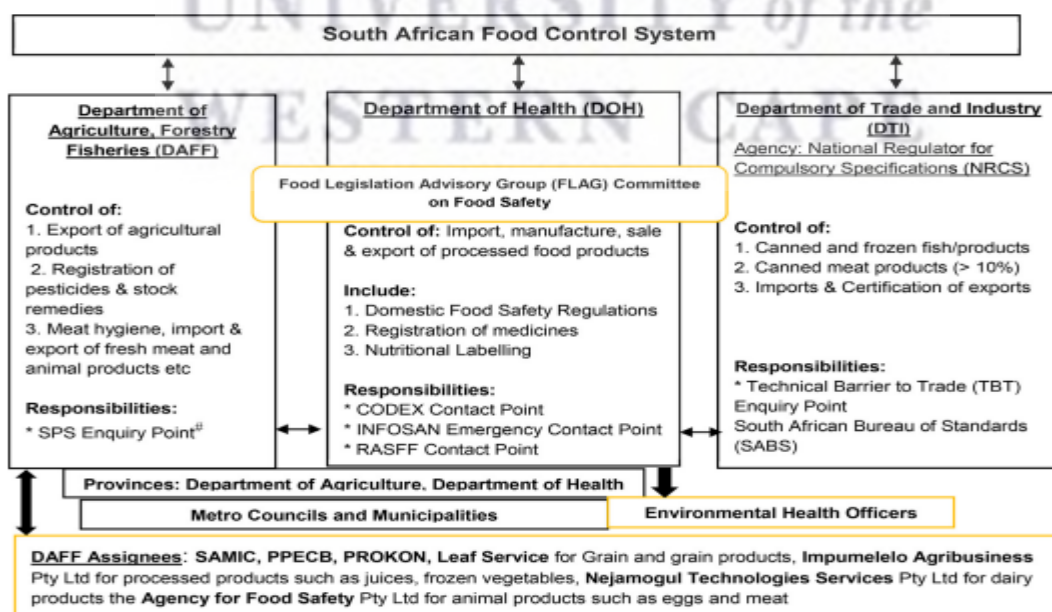 UNIVERSITY of the
South African Food Control System
WESTERN CAPE
Department of
Agriculture, Forestry
Fisheries (DAFF)
Control of:
1. Export of agricultural
products
2. Registration of
pesticides & stock
remedies
3. Meat hygiene, import &
export of fresh meat and
animal products etc
Responsibilities:
* SPS Enquiry Point#
Department of Health (DOH)
Food Legislation Advisory Group (FLAG) Committee
on Food Safety
Control of: Import, manufacture, sale
& export of processed food products
Include:
1. Domestic Food Safety Regulations
2. Registration of medicines
3. Nutritional Labelling
Responsibilities:
* CODEX Contact Point
* INFOSAN Emergency Contact Point
* RASFF Contact Point
Department of Trade and Industry
(DTI)
Agency: National Regulator for
Compulsory Specifications (NRCS)
Control of:
1. Canned and frozen fish/products
2. Canned meat products (> 10%)
3. Imports & Certification of exports
Responsibilities:
* Technical Barrier to Trade (TBT)
Enquiry Point
South African Bureau of Standards
(SABS)
Provinces: Department of Agriculture, Department of Health
Metro Councils and Municipalities
Environmental Health Officers
DAFF Assignees: SAMIC, PPECB, PROKON, Leaf Service for Grain and grain products, Impumelelo Agribusiness
Pty Ltd for processed products such as juices, frozen vegetables, Nejamogul Technologies Services Pty Ltd for dairy
products the Agency for Food Safety Pty Ltd for animal products such as eggs and meat